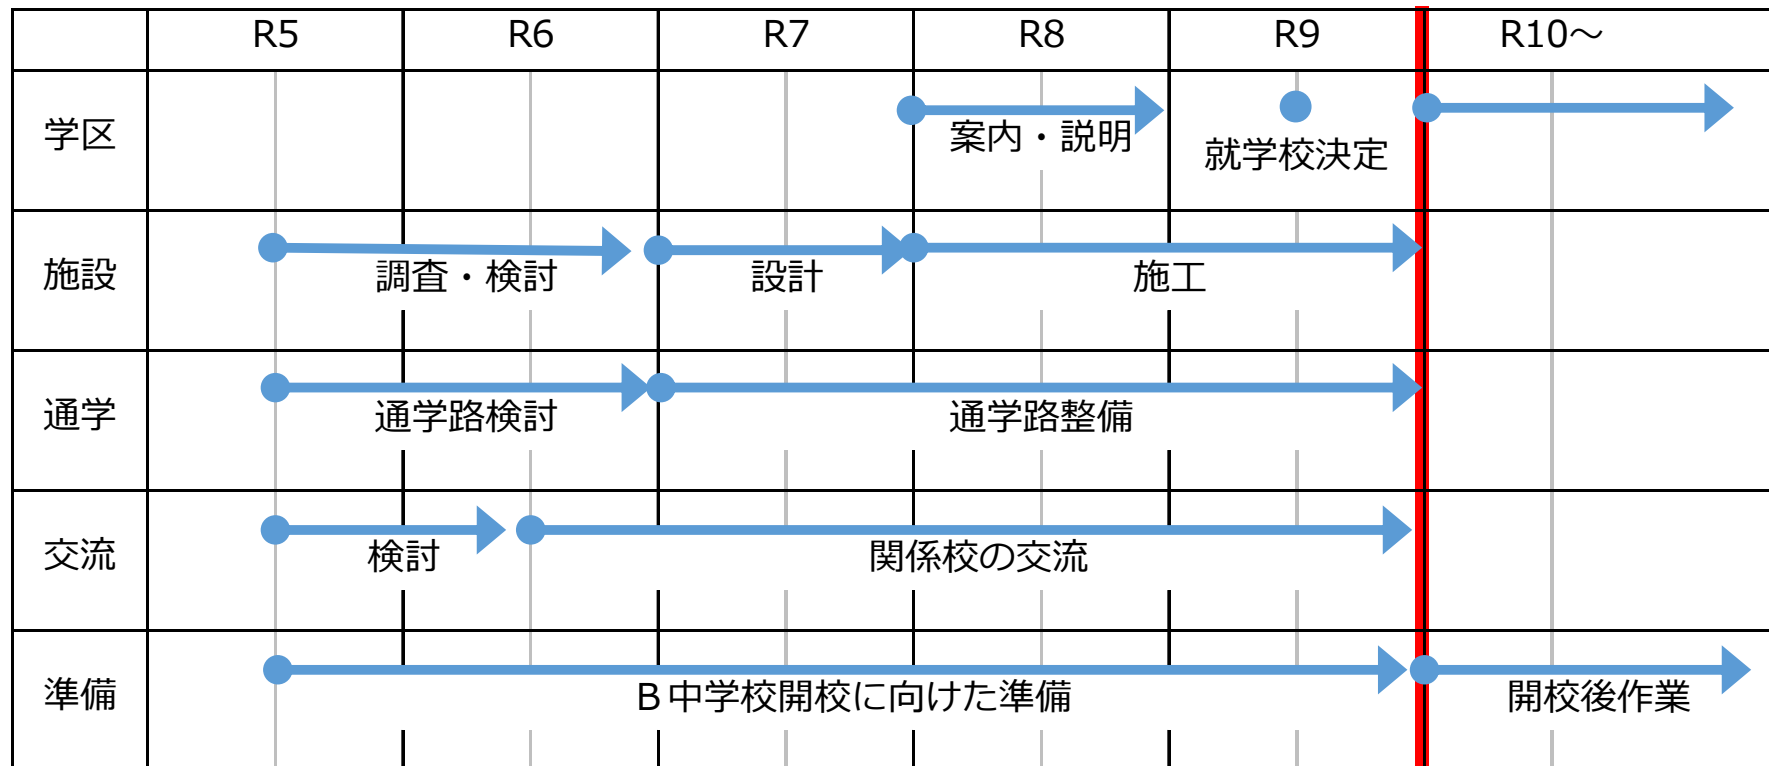 R5 R6 R7 R8 R9 R10～
学区 案内・説明 就学校決定
施設 調査・検討 設計 施工
通学 通学路検討 通学路整備
交流 検討 関係校の交流
準備 Ｂ中学校開校に向けた準備 開校後作業